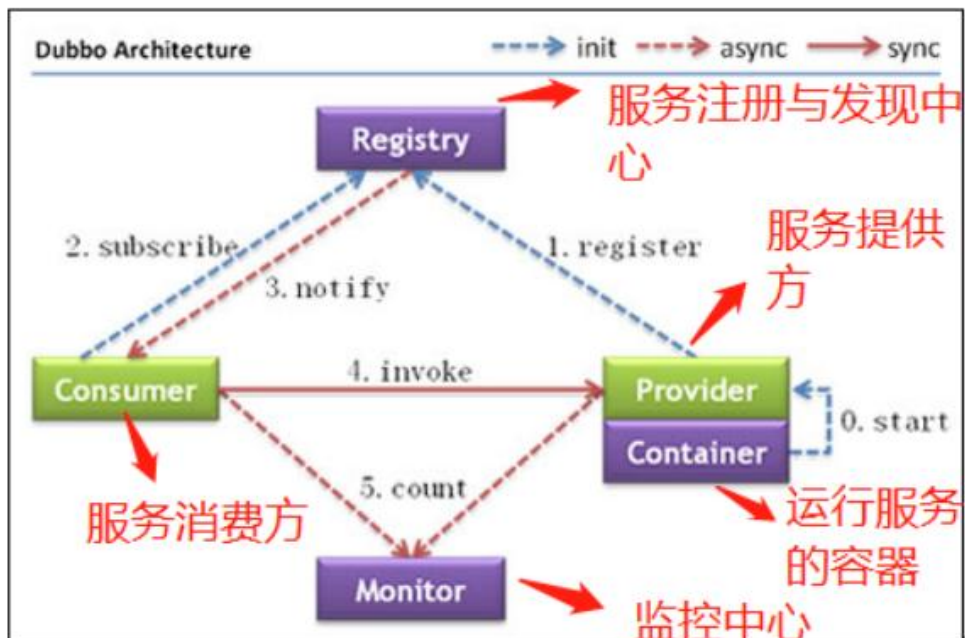 Dubbo Architecture
init
async
sync
Registry
服务注册与发现中
心
2. subscribe
1. register
服务提供
方
3. notify
Consumer
4. invoke
Provider
0. start
Container
服务消费方
5. count
运行服务
的容器
Monitor
监控中心